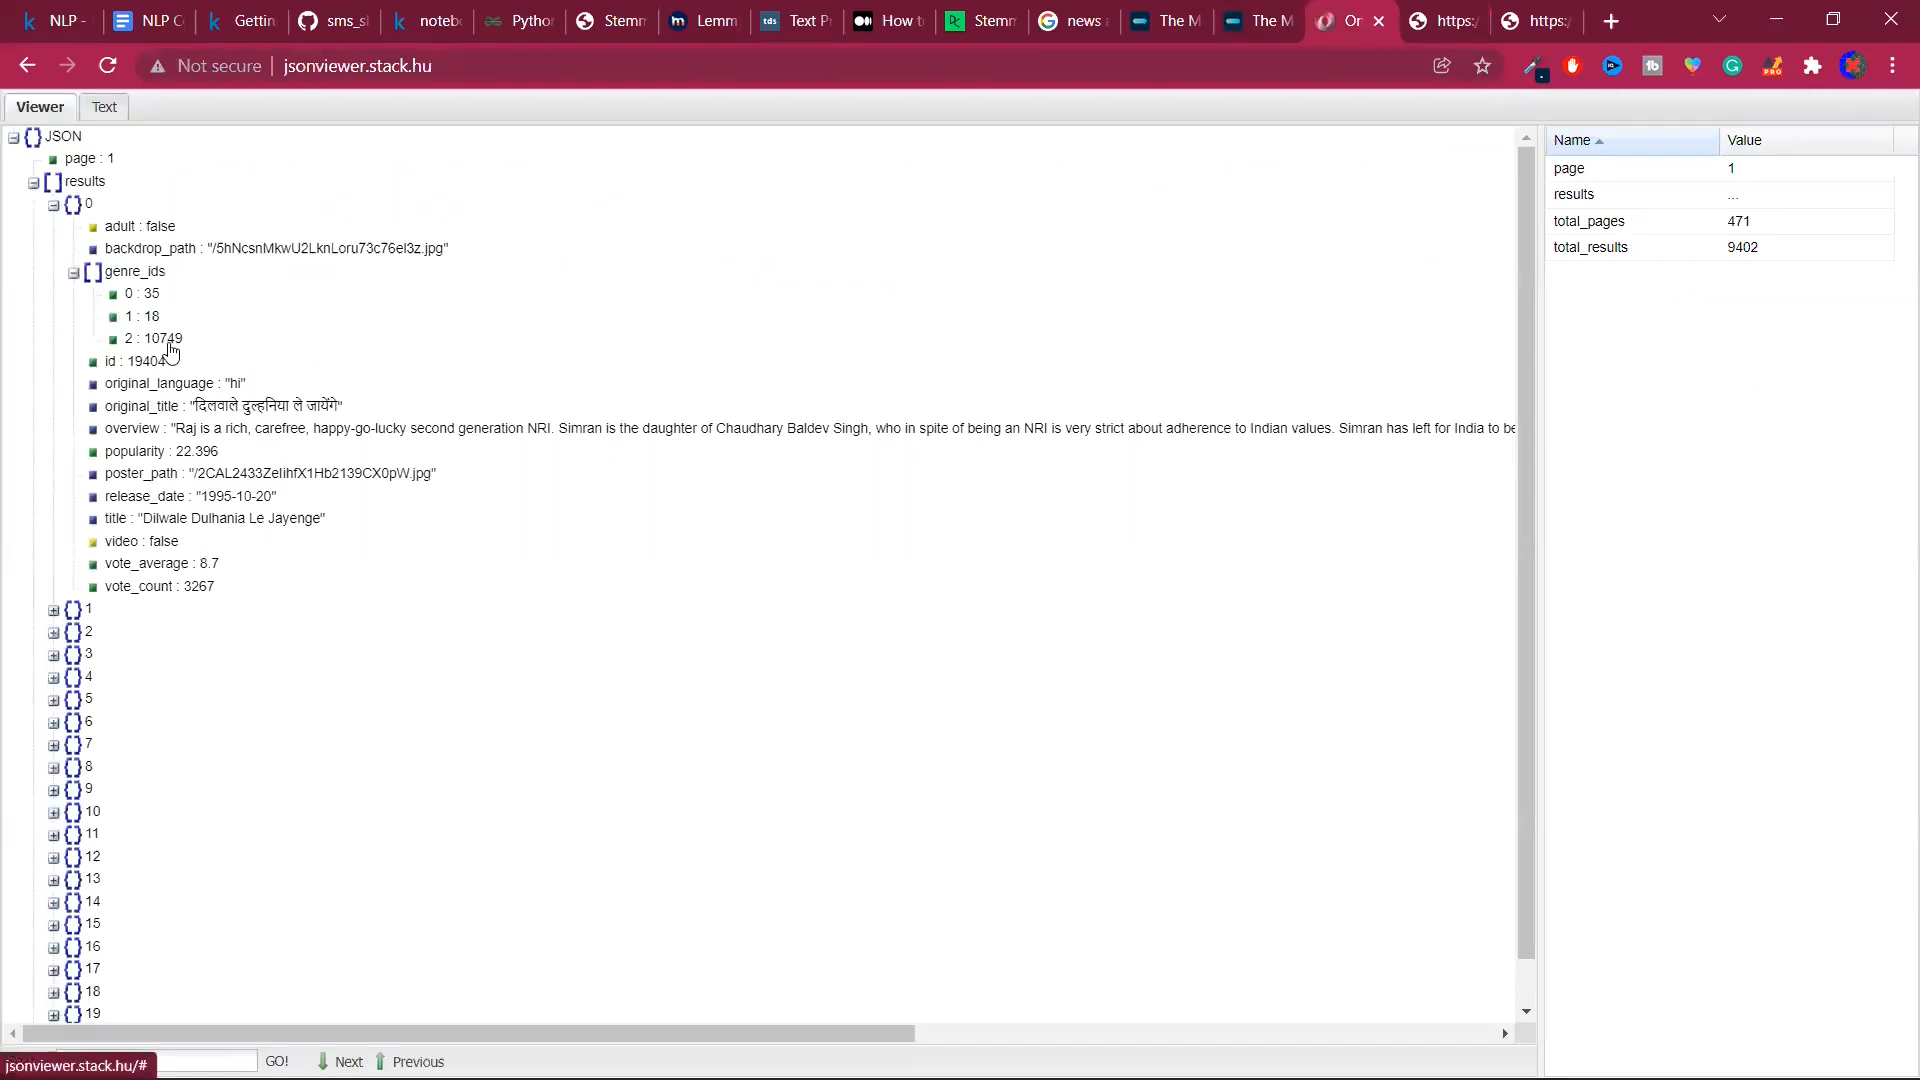 NLP - NLP C Gettin sms_sl notebo Pythor Stemm Lemm Text Pr How t Stemm news a The M The M Or https:/ https:/
Not secure jsonviewer.stack.hu
Viewer Text
JSON
page : 1
results
0
adult : false
backdrop_path : "/5hNcsnMkwU2LknLoru73c76el3z.jpg"
genre_ids
0 : 35
1 : 18
2 : 10749
id : 19404
original_language : "hi"
original_title : "दिलवाले दुल्हनिया ले जायेंगे"
overview : "Raj is a rich, carefree, happy-go-lucky second generation NRI. Simran is the daughter of Chaudhary Baldev Singh, who in spite of being an NRI is very strict about adherence to Indian values. Simran has left for India to be
popularity : 22.396
poster_path : "/2CAL2433ZeIihfX1Hb2139CX0pW.jpg"
release_date : "1995-10-20"
title : "Dilwale Dulhania Le Jayenge"
video : false
vote_average : 8.7
vote_count : 3267
1
2
3
4
5
6
7
8
9
10
11
12
13
14
15
16
17
18
19
Name Value
page 1
results ...
total_pages 471
total_results 9402
GO! Next Previous
jsonviewer.stack.hu/#